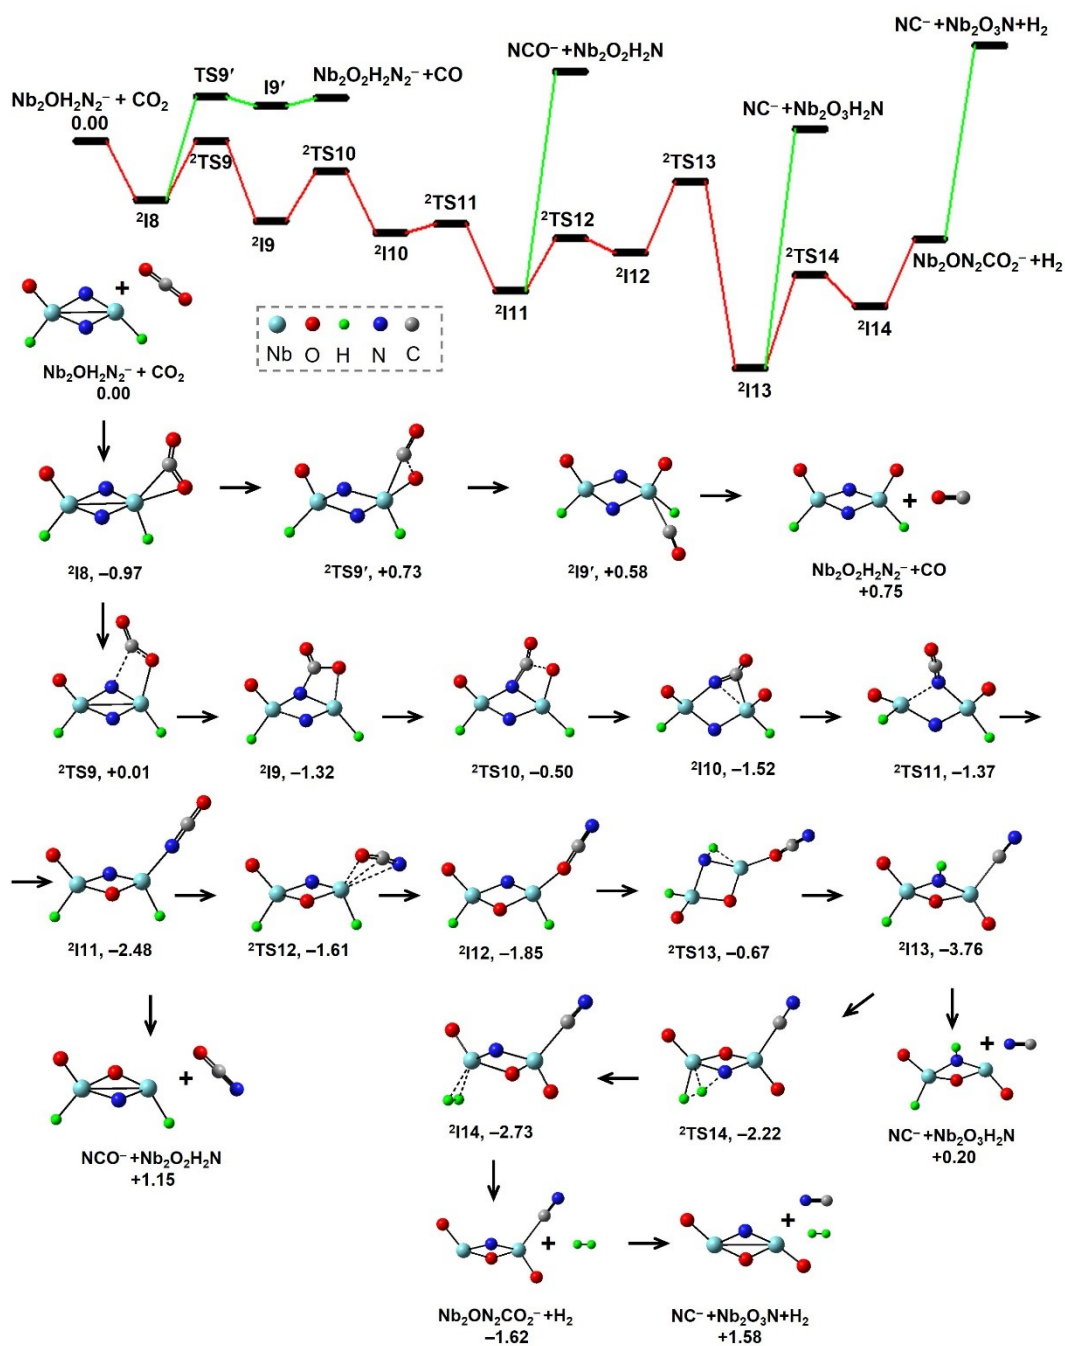 NC⁻+Nb₂O₃N+H₂
NCO⁻+Nb₂O₂H₂N
TS9′
I9′
Nb₂O₂H₂N₂⁻+CO
Nb₂OH₂N₂⁻ + CO₂
0.00
NC⁻+Nb₂O₃H₂N
²TS9
²TS10
²TS13
²I8
²TS11
²I9
²I10
²TS12
²I12
²TS14
Nb₂ON₂CO₂⁻+H₂
²I11
²I14
²I13
+
Nb O H N C
Nb₂OH₂N₂⁻ + CO₂
0.00
²I8, –0.97
²TS9′, +0.73
²I9′, +0.58
+
Nb₂O₂H₂N₂⁻+CO
+0.75
²TS9, +0.01
²I9, –1.32
²TS10, –0.50
²I10, –1.52
²TS11, –1.37
²I11, –2.48
²TS12, –1.61
²I12, –1.85
²TS13, –0.67
²I13, –3.76
+
NCO⁻+Nb₂O₂H₂N
+1.15
²I14, –2.73
²TS14, –2.22
+
NC⁻+Nb₂O₃H₂N
+0.20
+
Nb₂ON₂CO₂⁻+H₂
–1.62
+
NC⁻+Nb₂O₃N+H₂
+1.58